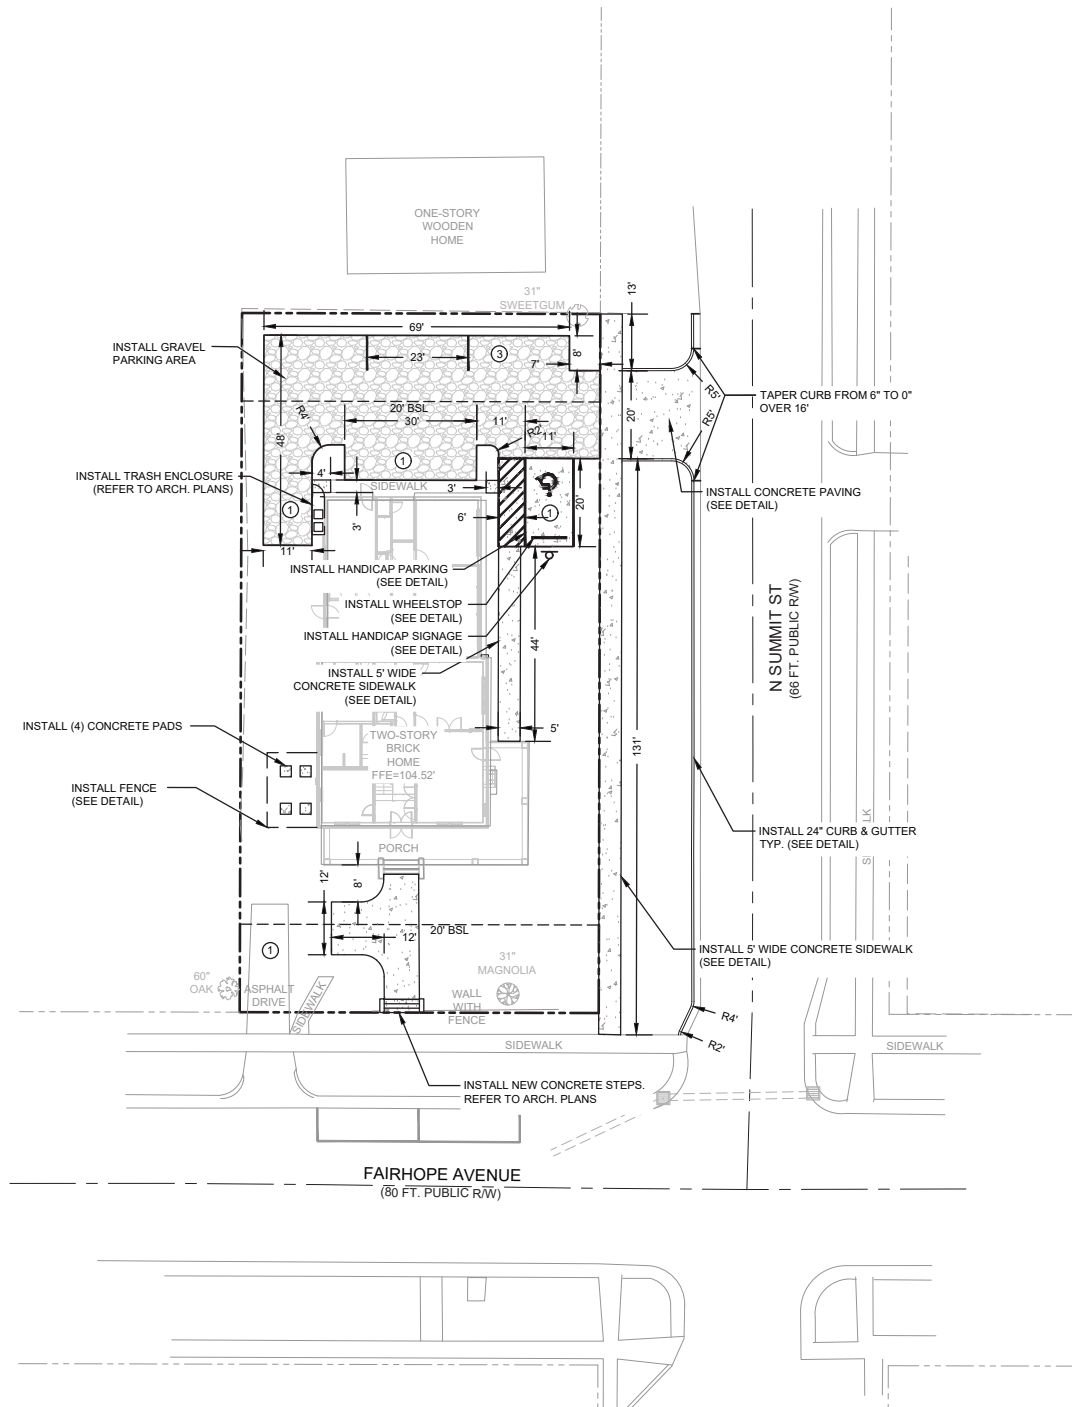 ONE-STORY
WOODEN
HOME
31"
SWEETGUM
13'
69'
INSTALL GRAVEL
PARKING AREA
23'
3
8'
7'
R5'
TAPER CURB FROM 6" TO 0"
OVER 16'
20'
R5'
20' BSL
30'
11'
R4'
R2'
11'
48'
1
4'
INSTALL TRASH ENCLOSURE
(REFER TO ARCH. PLANS)
SIDEWALK
3'
INSTALL CONCRETE PAVING
(SEE DETAIL)
1
1
20'
6'
3'
11'
INSTALL HANDICAP PARKING
(SEE DETAIL)
INSTALL WHEELSTOP
(SEE DETAIL)
INSTALL HANDICAP SIGNAGE
(SEE DETAIL)
44'
N SUMMIT ST
(66 FT. PUBLIC R/W)
INSTALL 5' WIDE
CONCRETE SIDEWALK
(SEE DETAIL)
INSTALL (4) CONCRETE PADS
5'
TWO-STORY
BRICK
HOME
FFE=104.52'
131'
INSTALL FENCE
(SEE DETAIL)
INSTALL 24" CURB & GUTTER
TYP. (SEE DETAIL)
PORCH
12'
8'
12'
20' BSL
1
INSTALL 5' WIDE CONCRETE SIDEWALK
(SEE DETAIL)
31"
MAGNOLIA
60"
OAK
ASPHALT
DRIVE
SIDEWALK
WALL
WITH
FENCE
R4'
R2'
SIDEWALK
SIDEWALK
INSTALL NEW CONCRETE STEPS.
REFER TO ARCH. PLANS
FAIRHOPE AVENUE
(80 FT. PUBLIC R/W)